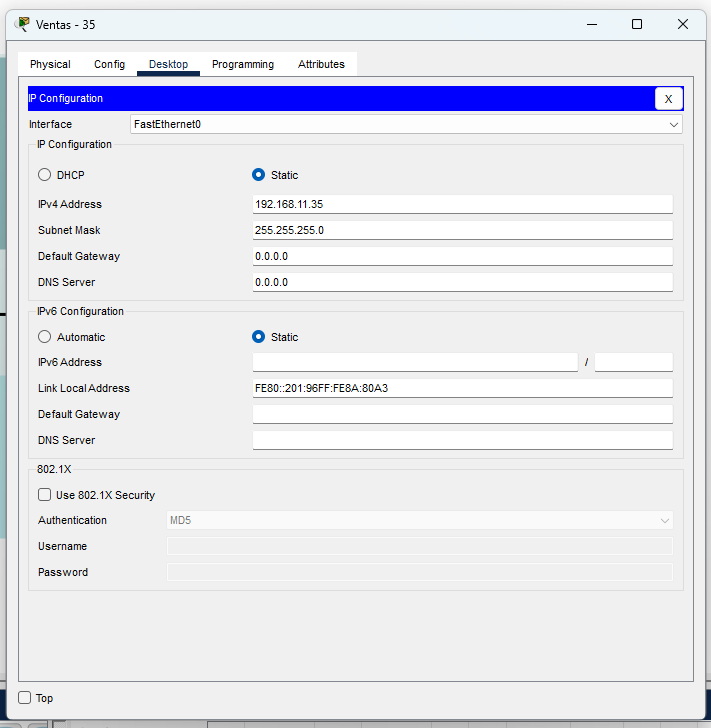 Ventas - 35
Physical Config Desktop Programming Attributes
IP Configuration X
Interface FastEthernet0
IP Configuration
DHCP Static
IPv4 Address 192.168.11.35
Subnet Mask 255.255.255.0
Default Gateway 0.0.0.0
DNS Server 0.0.0.0
IPv6 Configuration
Automatic Static
IPv6 Address /
Link Local Address FE80::201:96FF:FE8A:80A3
Default Gateway
DNS Server
802.1X
Use 802.1X Security
Authentication MD5
Username
Password
Top